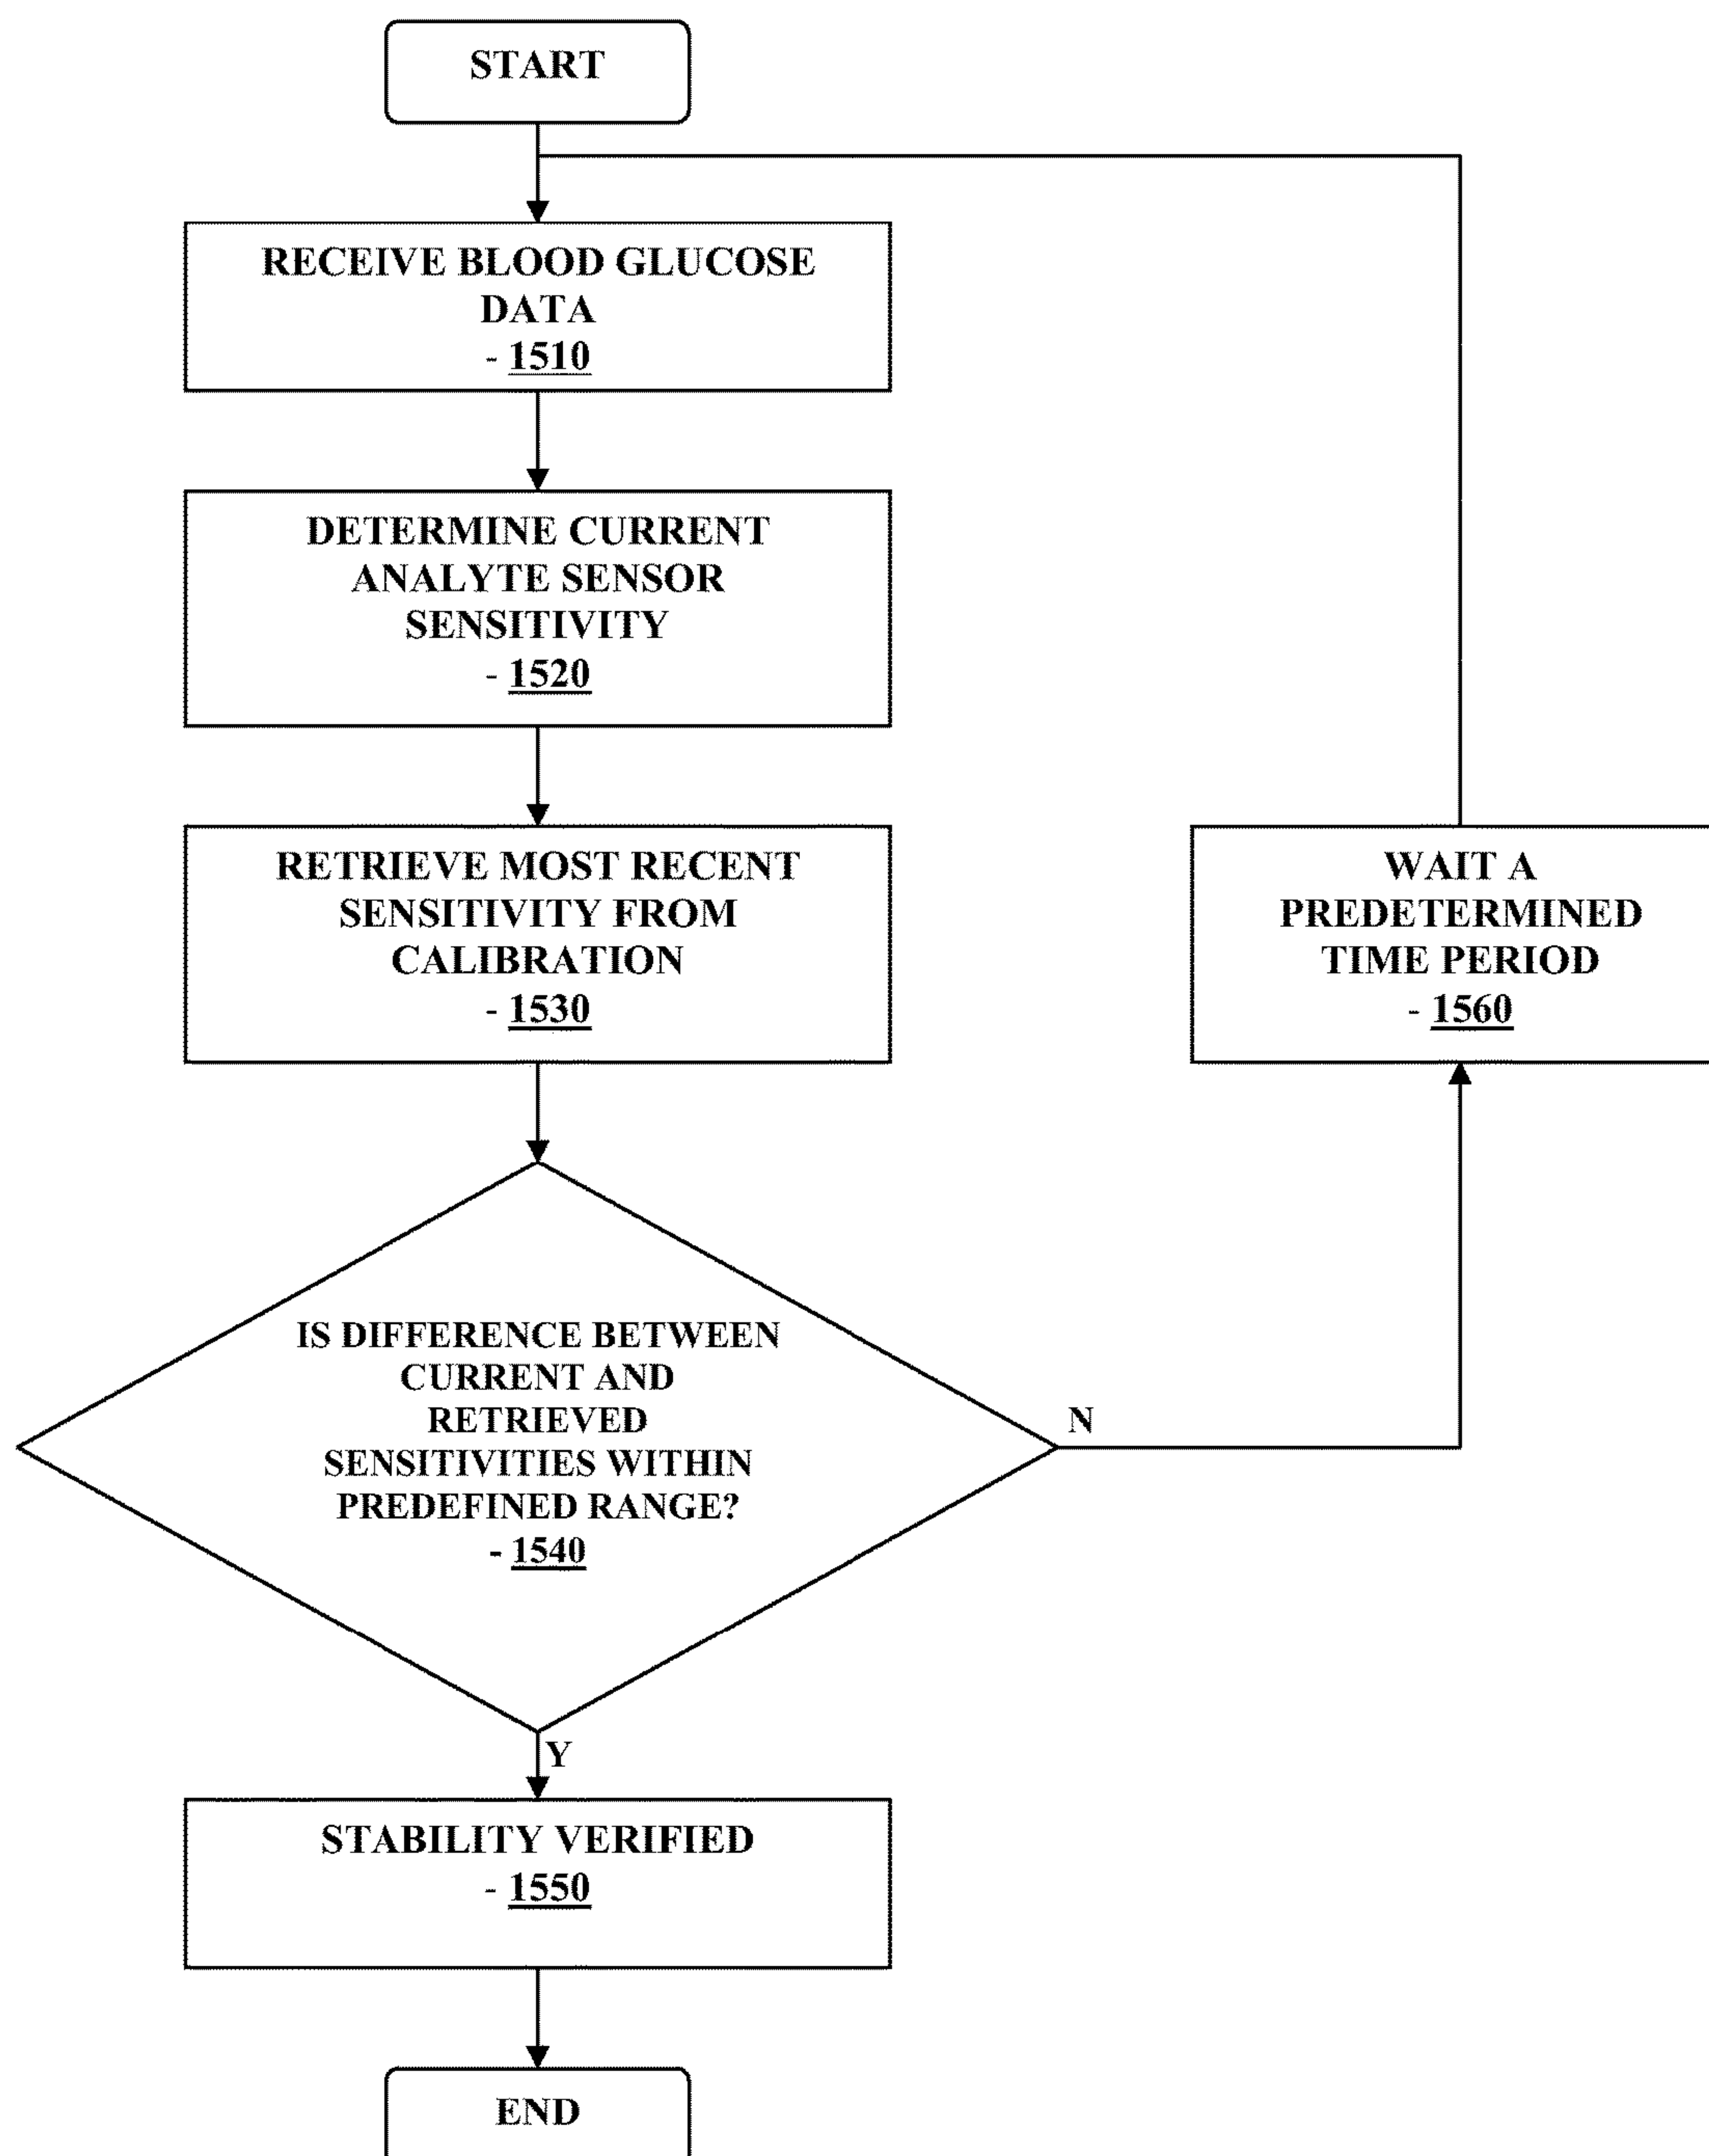 START
RECEIVE BLOOD GLUCOSE
DATA
- 1510
DETERMINE CURRENT
ANALYTE SENSOR
SENSITIVITY
- 1520
RETRIEVE MOST RECENT
SENSITIVITY FROM
CALIBRATION
- 1530
WAIT A
PREDETERMINED
TIME PERIOD
- 1560
IS DIFFERENCE BETWEEN
CURRENT AND
RETRIEVED
SENSITIVITIES WITHIN
PREDEFINED RANGE?
- 1540
N
Y
STABILITY VERIFIED
- 1550
END